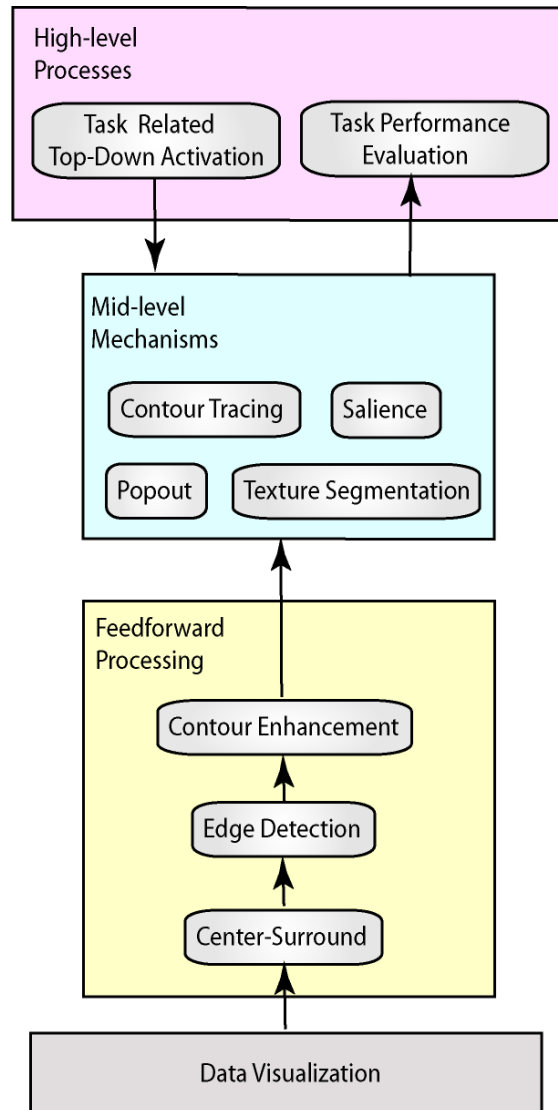 High-level
Processes
Task Related
Top-Down Activation
Task Performance
Evaluation
Mid-level
Mechanisms
Contour Tracing
Salience
Popout
Texture Segmentation
Feedforward
Processing
Contour Enhancement
Edge Detection
Center-Surround
Data Visualization